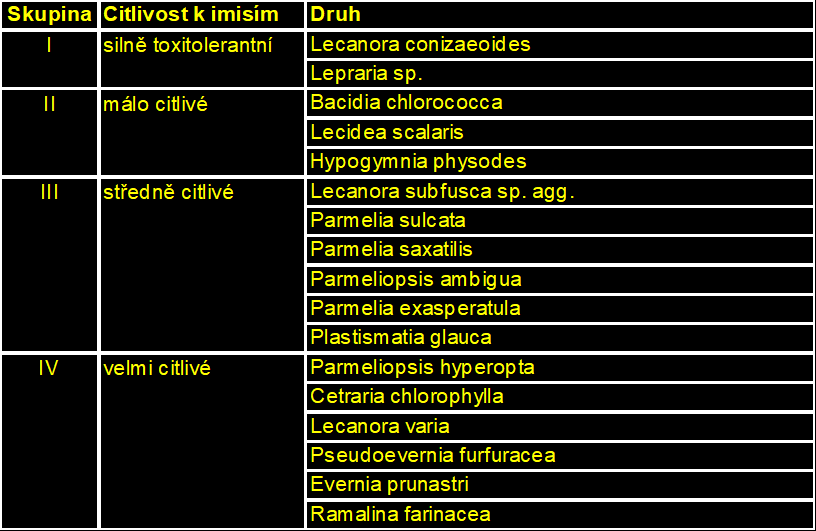 Skupina Citlivost k imisím Druh
I silně toxitolerantní Lecanora conizaeoides
Lepraria sp.
II málo citlivé Bacidia chlorococca
Lecidea scalaris
Hypogymnia physodes
III středně citlivé Lecanora subfusca sp. agg.
Parmelia sulcata
Parmelia saxatilis
Parmeliopsis ambigua
Parmelia exasperatula
Plastismatia glauca
IV velmi citlivé Parmeliopsis hyperopta
Cetraria chlorophylla
Lecanora varia
Pseudoevernia furfuracea
Evernia prunastri
Ramalina farinacea